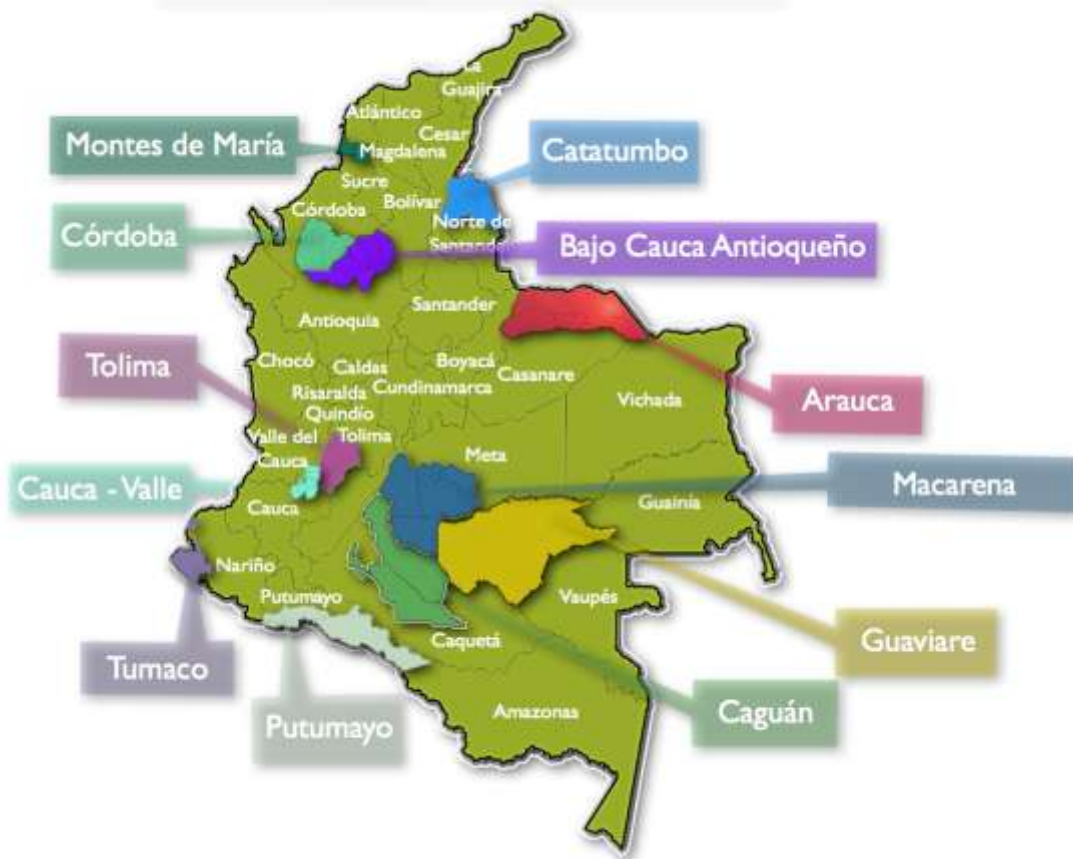 La
Guajira
Atlántico
Cesar
Montes de María
Magdalena
Catatumbo
Sucre
Bolívar
Córdoba
Norte de
Santander
Córdoba
Bajo Cauca Antioqueño
Santander
Antioquia
Chocó
Caldas
Boyacá
Casanare
Tolima
Risaralda
Cundinamarca
Vichada
Arauca
Quindío
Valle del
Cauca
Tolima
Meta
Cauca - Valle
Macarena
Cauca
Guainía
Nariño
Putumayo
Vaupés
Caquetá
Guaviare
Tumaco
Putumayo
Amazonas
Caguán